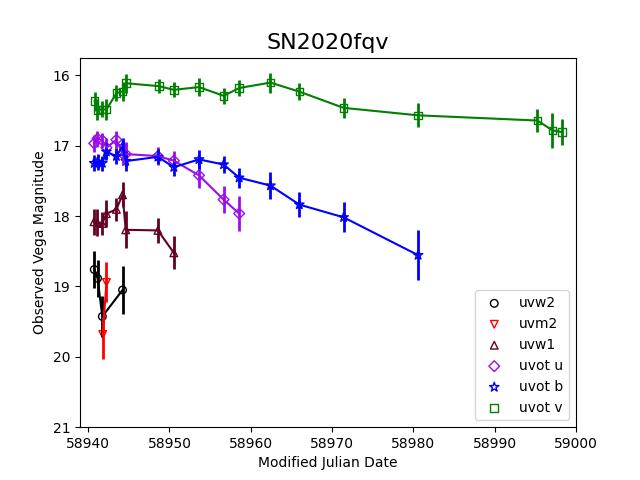 SN2020fqv
Observed Vega Magnitude
16
17
18
19
20
21
58940
58950
58960
58970
58980
58990
59000
Modified Julian Date
uvw2
uvm2
uvw1
uvot u
uvot b
uvot v